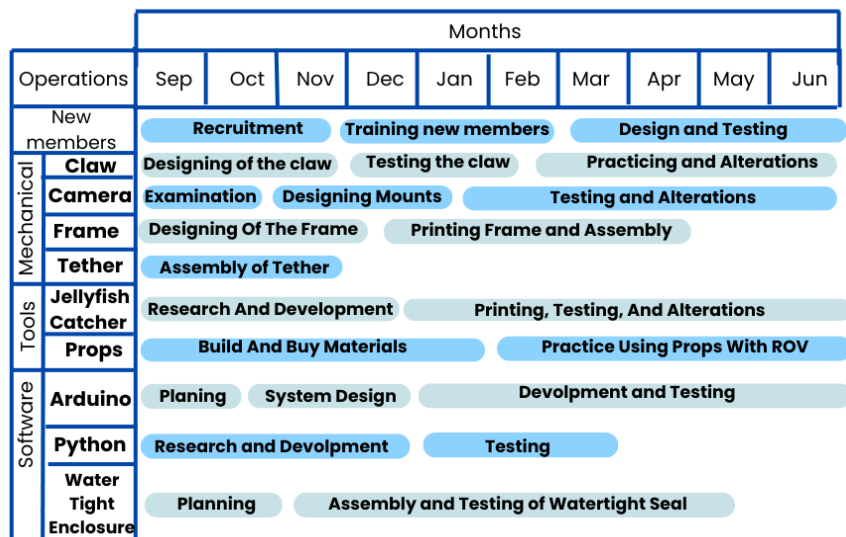 Months
Operations Sep Oct Nov Dec Jan Feb Mar Apr May Jun
New
members
Recruitment Training new members Design and Testing
Mechanical
Claw Designing of the claw Testing the claw Practicing and Alterations
Camera Examination Designing Mounts Testing and Alterations
Frame Designing Of The Frame Printing Frame and Assembly
Tether Assembly of Tether
Tools
Jellyfish
Catcher
Research And Development Printing, Testing, And Alterations
Props Build And Buy Materials Practice Using Props With ROV
Software
Arduino Planing System Design Devolpment and Testing
Python Research and Devolpment Testing
Water
Tight
Enclosure
Planning Assembly and Testing of Watertight Seal